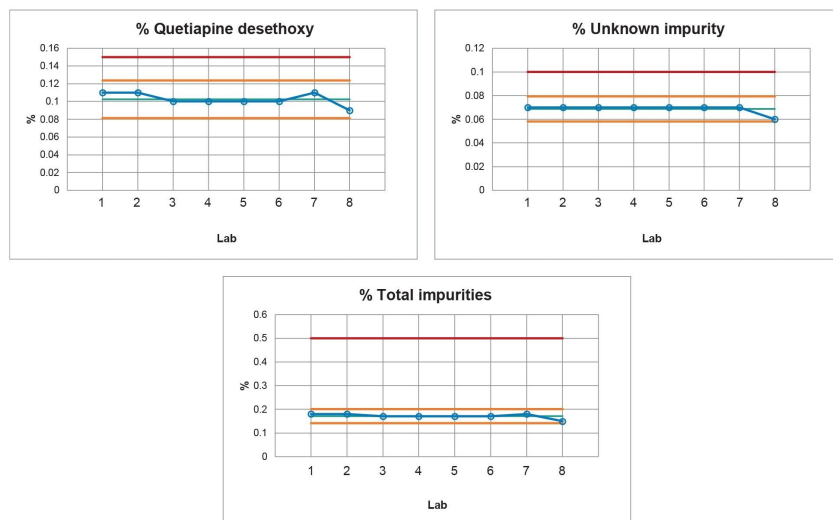 % Quetiapine desethoxy
0.16
0.14
0.12
0.1
0.08
0.06
0.04
0.02
0
%
1 2 3 4 5 6 7 8
Lab
% Unknown impurity
0.12
0.1
0.08
0.06
0.04
0.02
0
%
1 2 3 4 5 6 7 8
Lab
% Total impurities
0.6
0.5
0.4
0.3
0.2
0.1
0
%
1 2 3 4 5 6 7 8
Lab